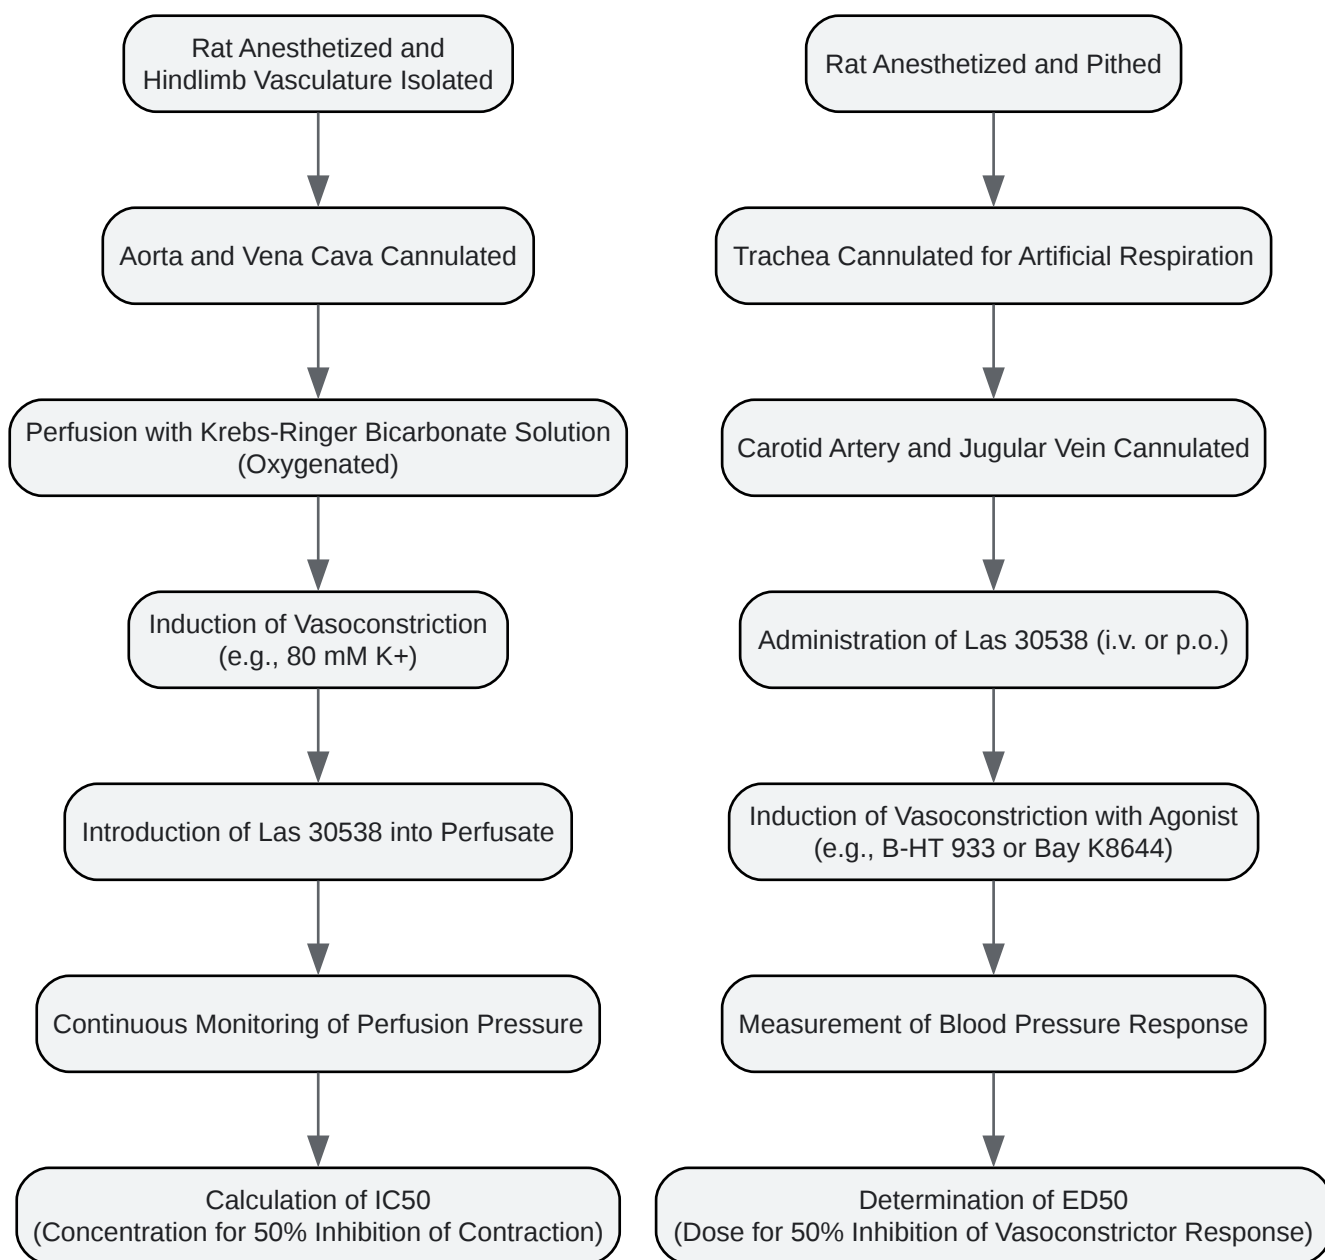 Rat Anesthetized and
Hindlimb Vasculature Isolated
Aorta and Vena Cava Cannulated
Perfusion with Krebs-Ringer Bicarbonate Solution
(Oxygenated)
Induction of Vasoconstriction
(e.g., 80 mM K+)
Introduction of Las 30538 into Perfusate
Continuous Monitoring of Perfusion Pressure
Calculation of IC50
(Concentration for 50% Inhibition of Contraction)
Rat Anesthetized and Pithed
Trachea Cannulated for Artificial Respiration
Carotid Artery and Jugular Vein Cannulated
Administration of Las 30538 (i.v. or p.o.)
Induction of Vasoconstriction with Agonist
(e.g., B-HT 933 or Bay K8644)
Measurement of Blood Pressure Response
Determination of ED50
(Dose for 50% Inhibition of Vasoconstrictor Response)